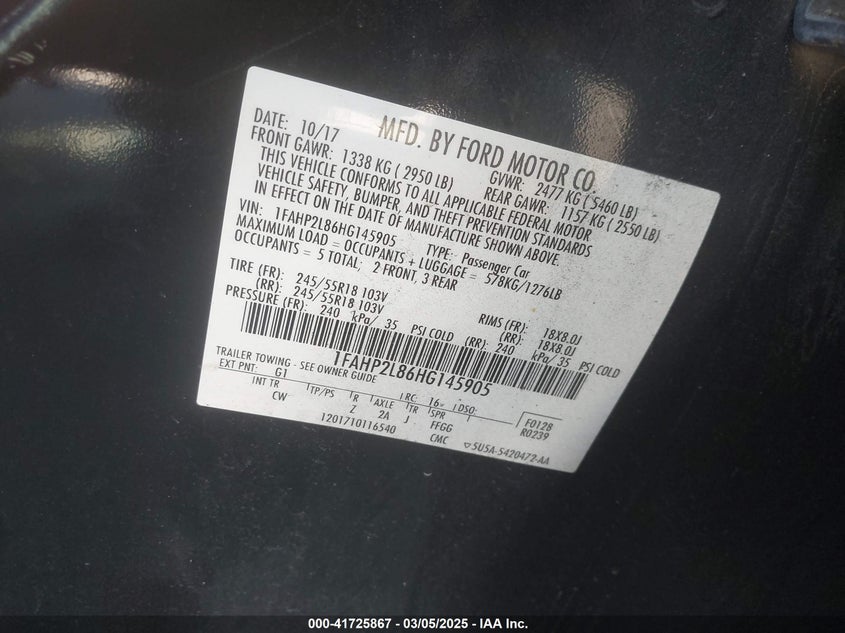 MFD. BY FORD MOTOR CO.
DATE: 10/17 GVWR: 2477 KG ( 5460 LB)
FRONT GAWR: 1338 KG ( 2950 LB) REAR GAWR: 1157 KG ( 2550 LB)
THIS VEHICLE CONFORMS TO ALL APPLICABLE FEDERAL MOTOR
VEHICLE SAFETY, BUMPER, AND THEFT PREVENTION STANDARDS
IN EFFECT ON THE DATE OF MANUFACTURE SHOWN ABOVE.
VIN: 1FAHP2L86HG145905 TYPE: Passenger Car
MAXIMUM LOAD = OCCUPANTS + LUGGAGE = 578KG/1276LB
OCCUPANTS = 5 TOTAL; 2 FRONT, 3 REAR
TIRE (FR): 245/55R18 103V RIMS (FR): 18X8.0J
(RR): 245/55R18 103V (RR): 18X8.0J
PRESSURE (FR): 240 kPa/ 35 PSI COLD (RR): 240 kPa/ 35 PSI COLD
1FAHP2L86HG145905
TRAILER TOWING - SEE OWNER GUIDE
EXT PNT: G1 LRC: 16 LDSO: F0128
INT TR TP/PS R AXLE TR SPR R0239
CW Z 2A J FFGG
1201710116540 CMC 5U5A-5420472-AA
000-41725867 - 03/05/2025 - IAA Inc.